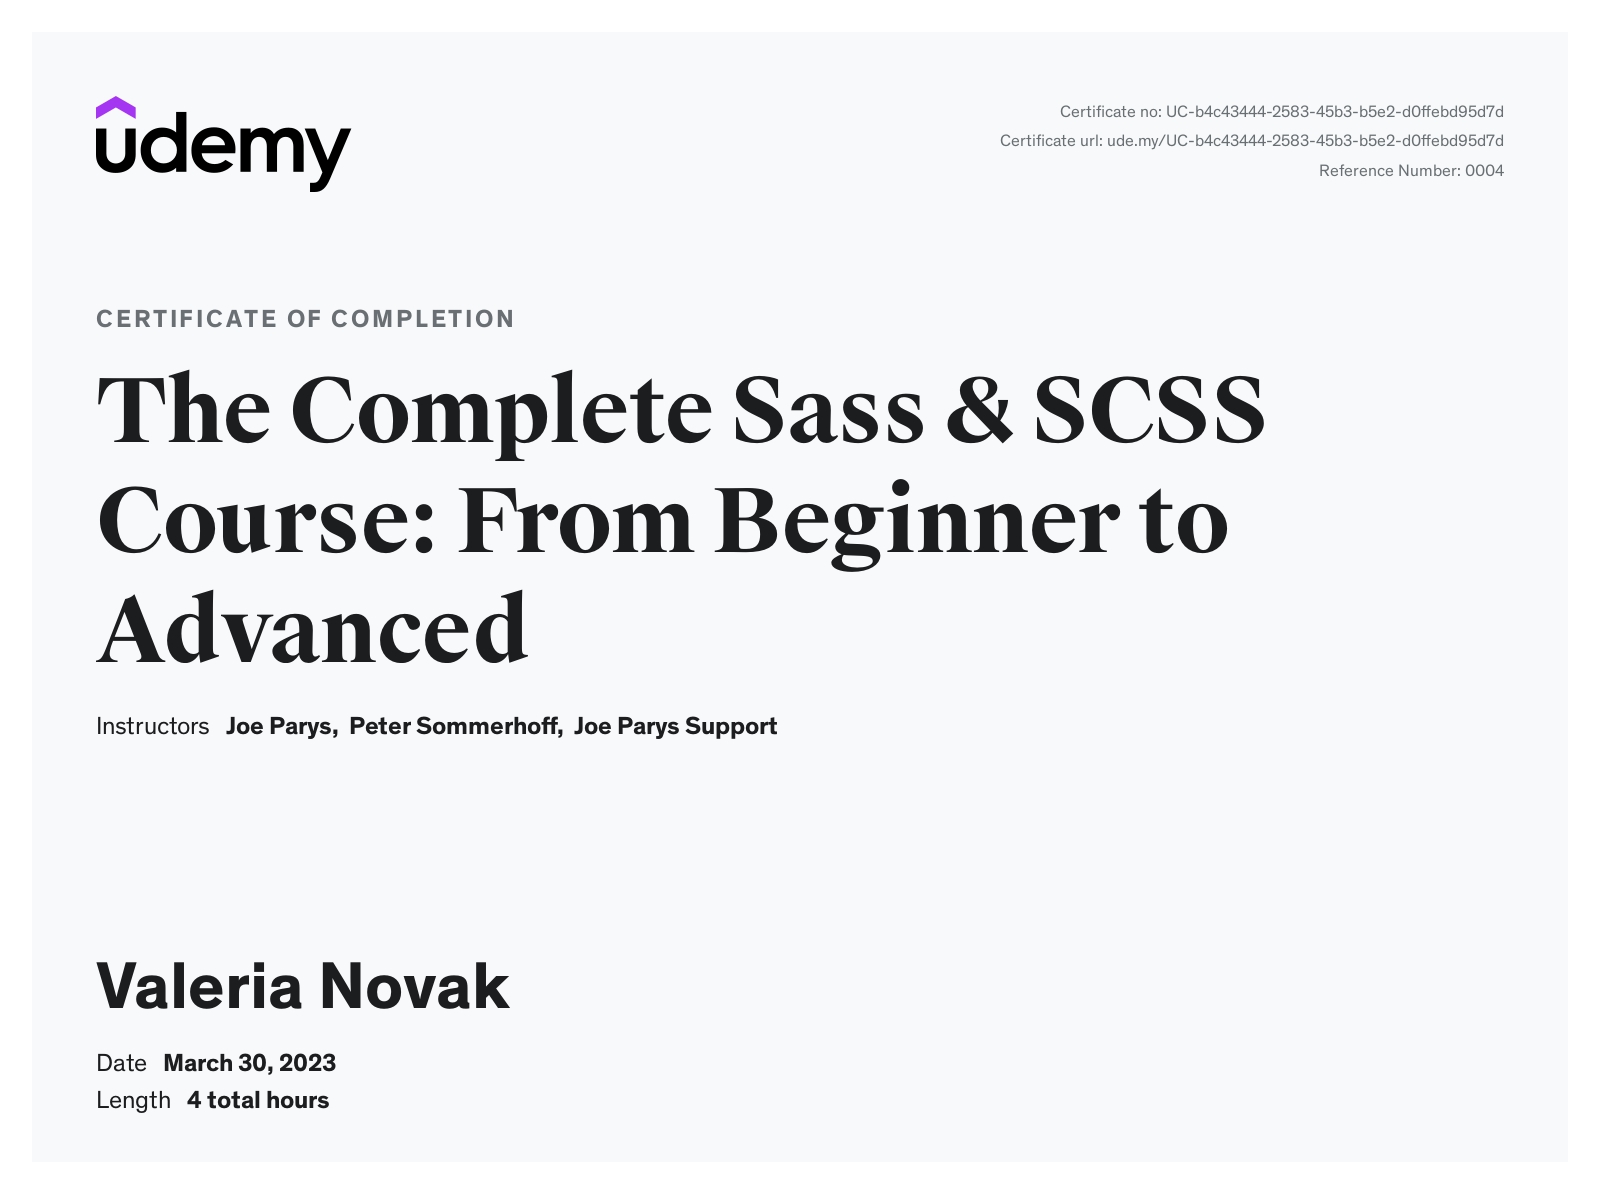 udemy
Certificate no: UC-b4c43444-2583-45b3-b5e2-d0ffebd95d7d
Certificate url: ude.my/UC-b4c43444-2583-45b3-b5e2-d0ffebd95d7d
Reference Number: 0004
CERTIFICATE OF COMPLETION
The Complete Sass & SCSS
Course: From Beginner to
Advanced
Instructors Joe Parys, Peter Sommerhoff, Joe Parys Support
Valeria Novak
Date March 30, 2023
Length 4 total hours